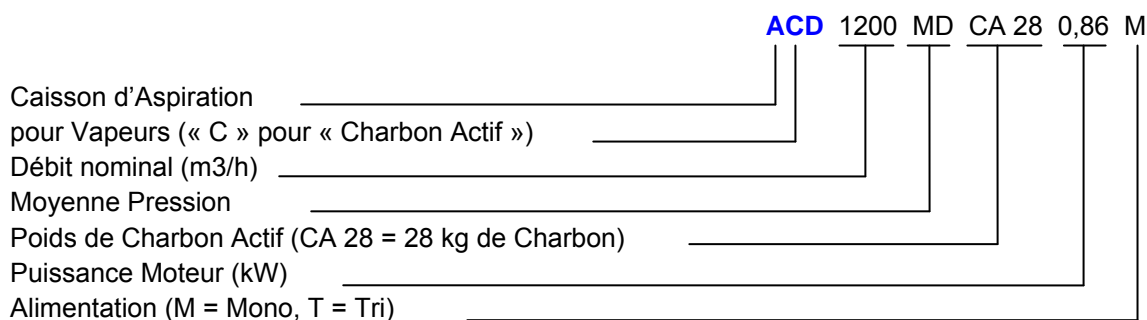 ACD 1200 MD CA 28 0,86 M
Caisson d’Aspiration
pour Vapeurs (« C » pour « Charbon Actif »)
Débit nominal (m3/h)
Moyenne Pression
Poids de Charbon Actif (CA 28 = 28 kg de Charbon)
Puissance Moteur (kW)
Alimentation (M = Mono, T = Tri)